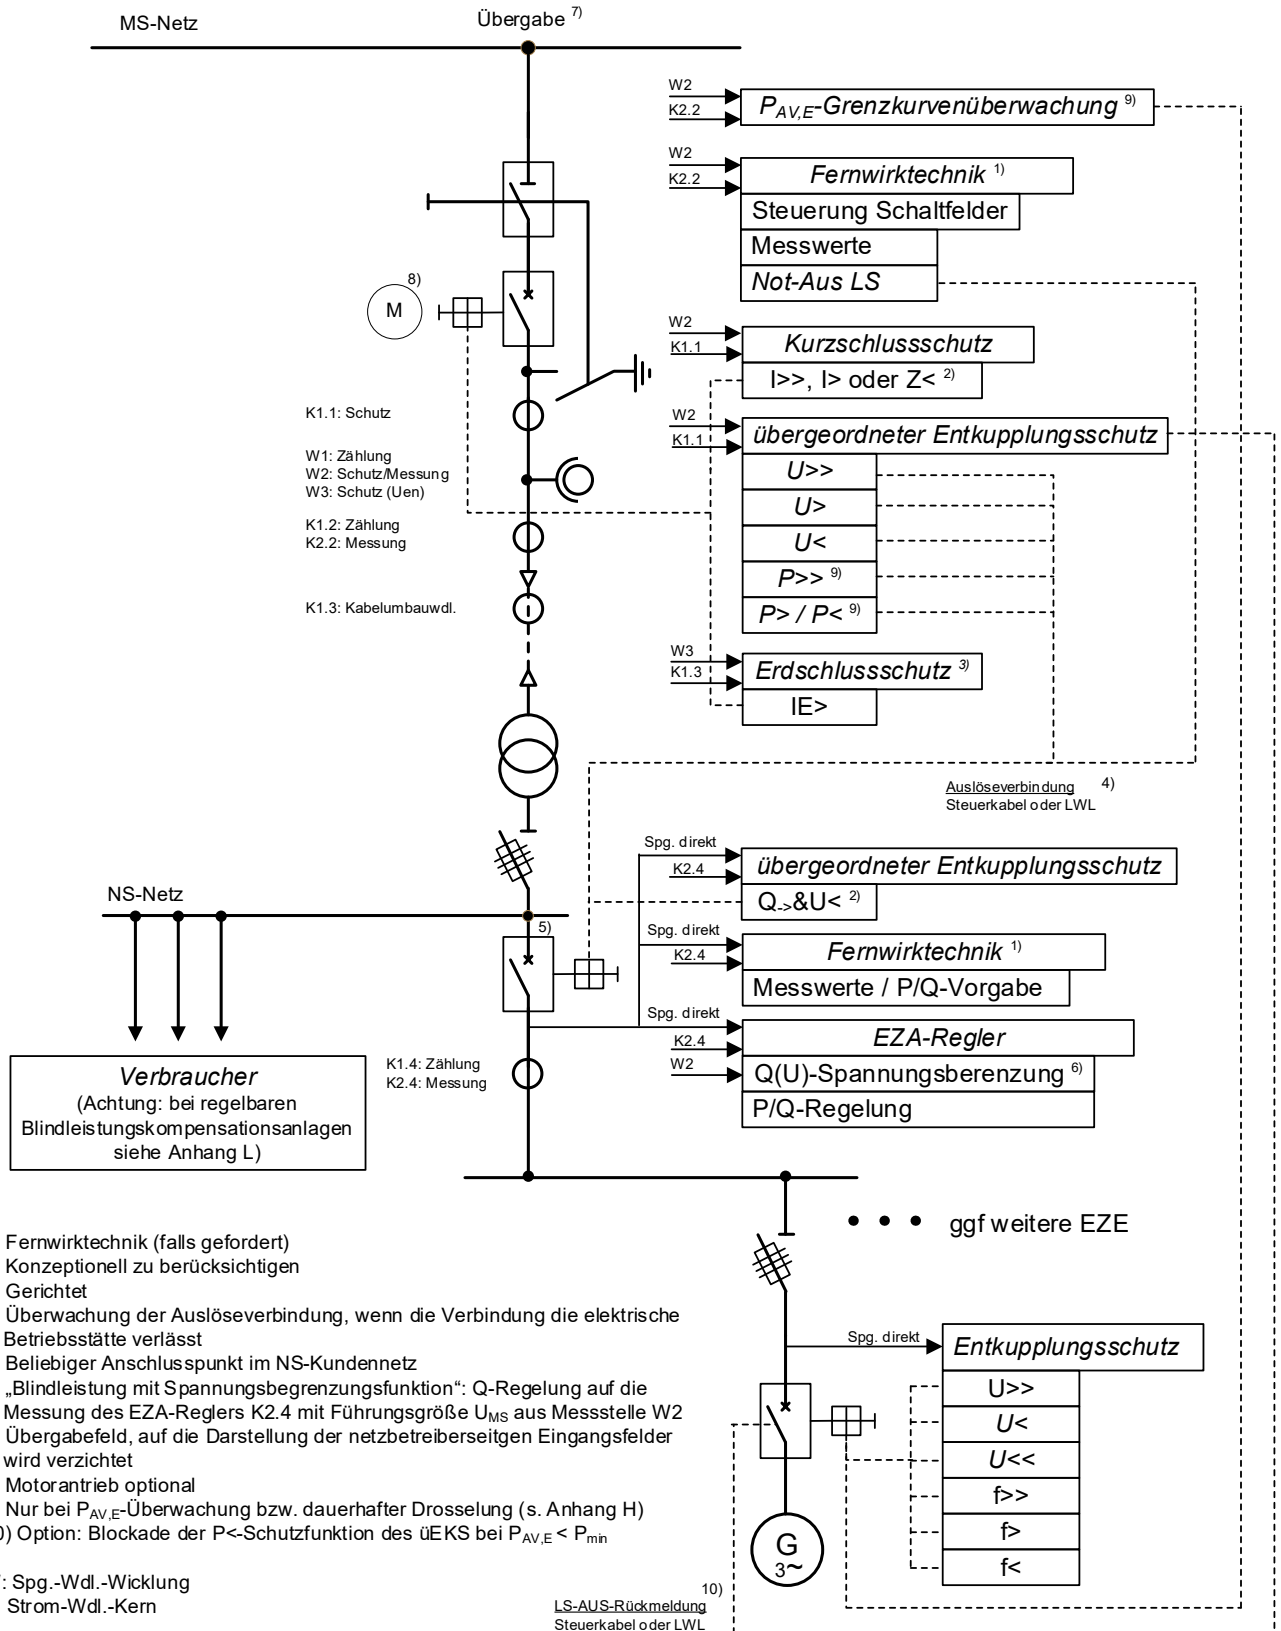 MS-Netz
Übergabe 7)
W2
K2.2
P_AV,E-Grenzkurvenüberwachung 9)
W2
K2.2
Fernwirktechnik 1)
Steuerung Schaltfelder
Messwerte
Not-Aus LS
8)
M
W2
K1.1
Kurzschlussschutz
I>>, I> oder Z< 2)
K1.1: Schutz
W1: Zählung
W2: Schutz/Messung
W3: Schutz (Uen)
K1.2: Zählung
K2.2: Messung
K1.3: Kabelumbauwdl.
W2
K1.1
übergeordneter Entkupplungsschutz
U>>
U>
U<
P>> 9)
P> / P< 9)
W3
K1.3
Erdschlussschutz 3)
IE>
Auslöseverbindung 4)
Steuerkabel oder LWL
Spg. direkt
K2.4
übergeordneter Entkupplungsschutz
Q->&U< 2)
NS-Netz
5)
Spg. direkt
K2.4
Fernwirktechnik 1)
Messwerte / P/Q-Vorgabe
Spg. direkt
K2.4
W2
EZA-Regler
Q(U)-Spannungsberenzung 6)
P/Q-Regelung
K1.4: Zählung
K2.4: Messung
Verbraucher
(Achtung: bei regelbaren
Blindleistungskompensationsanlagen
siehe Anhang L)
ggf weitere EZE
Fernwirktechnik (falls gefordert)
Konzeptionell zu berücksichtigen
Gerichtet
Überwachung der Auslöseverbindung, wenn die Verbindung die elektrische
Betriebsstätte verlässt
Beliebiger Anschlusspunkt im NS-Kundennetz
„Blindleistung mit Spannungsbegrenzungsfunktion“: Q-Regelung auf die
Messung des EZA-Reglers K2.4 mit Führungsgröße U_MS aus Messstelle W2
Übergabefeld, auf die Darstellung der netzbetreiberseitgen Eingangsfelder
wird verzichtet
Motorantrieb optional
Nur bei P_AV,E-Überwachung bzw. dauerhafter Drosselung (s. Anhang H)
0) Option: Blockade der P<-Schutzfunktion des üEKS bei P_AV,E < P_min
: Spg.-Wdl.-Wicklung
Strom-Wdl.-Kern
Spg. direkt
Entkupplungsschutz
U>>
U<
U<<
f>>
f>
f<
G
3~
10)
LS-AUS-Rückmeldung
Steuerkabel oder LWL